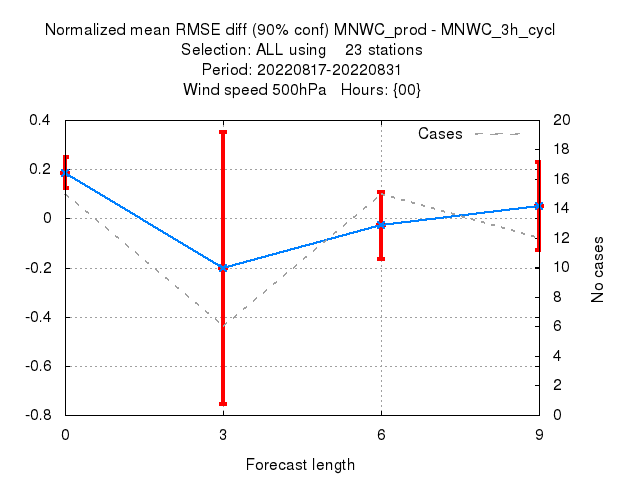 Normalized mean RMSE diff (90% conf) MNWC_prod - MNWC_3h_cycl
Selection: ALL using    23 stations
Period: 20220817-20220831
Wind speed 500hPa   Hours: {00}
Cases
0.4
0.2
0
-0.2
-0.4
-0.6
-0.8
20
18
16
14
12
10
8
6
4
2
0
No cases
0 3 6 9
Forecast length